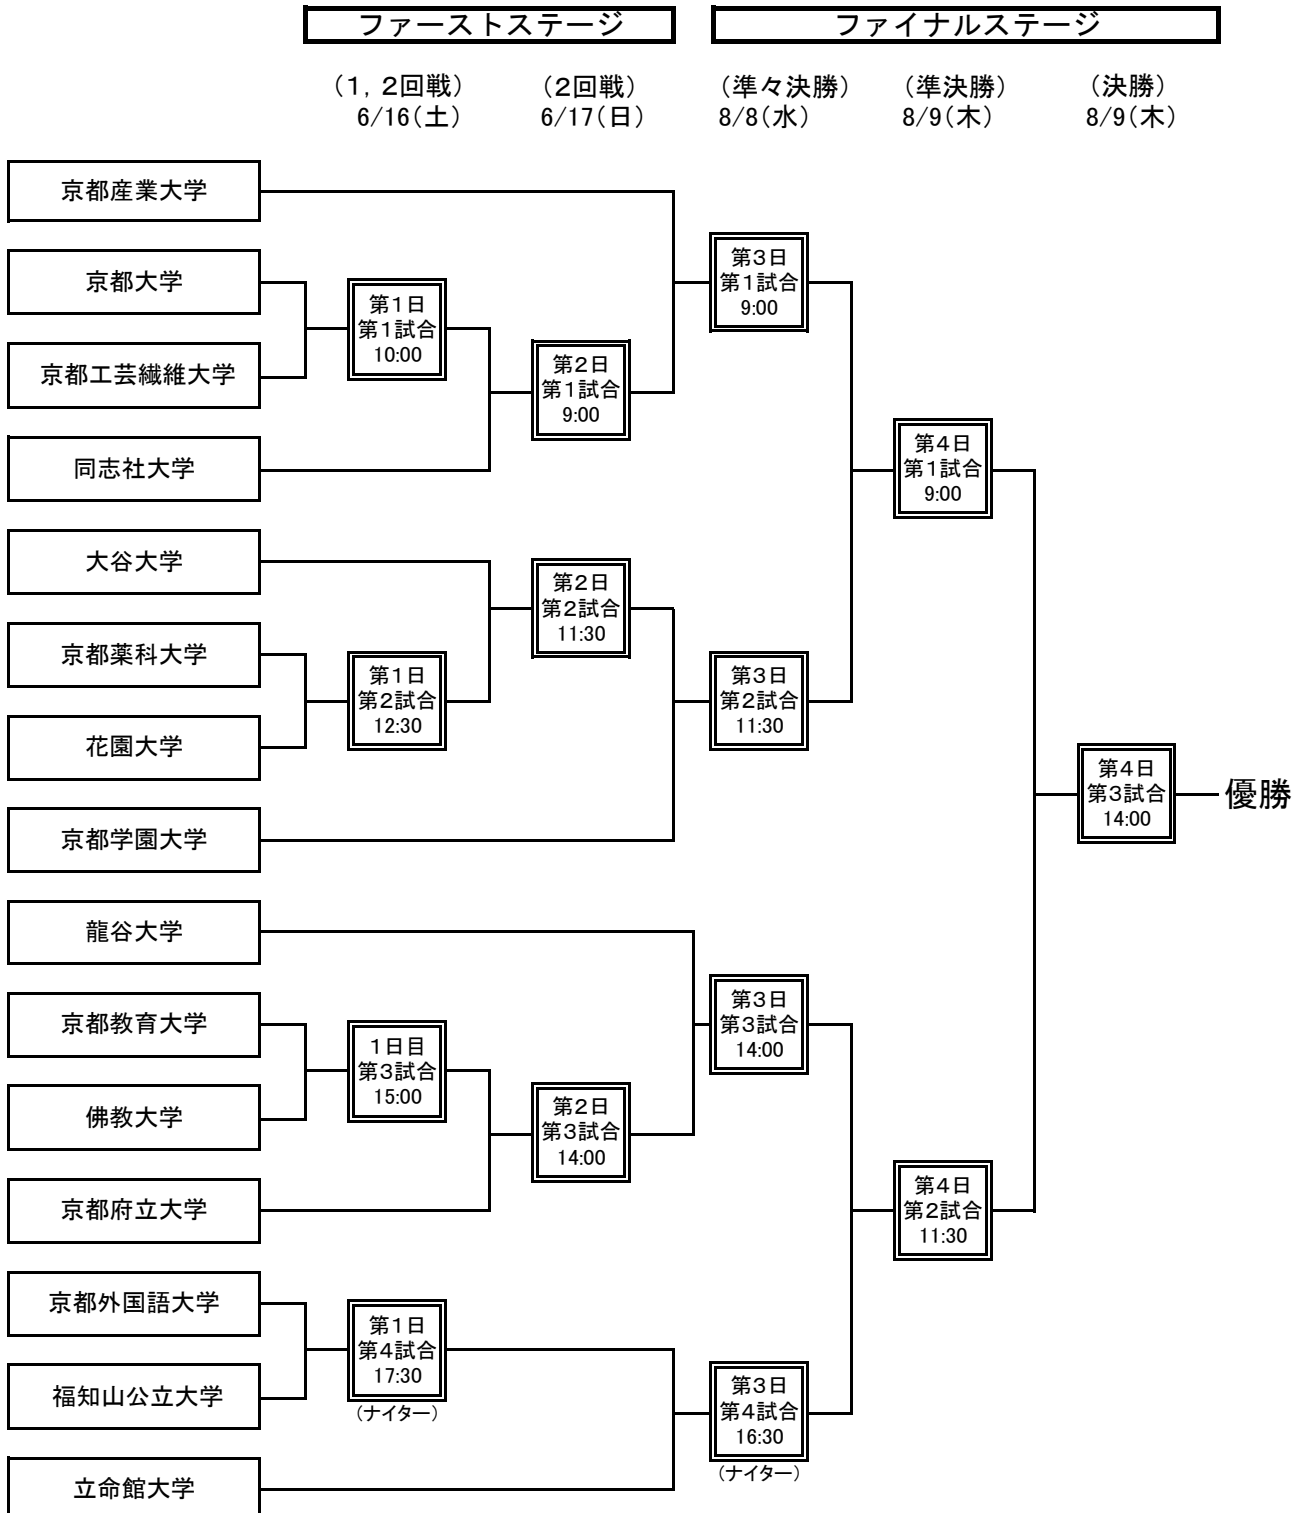 ファーストステージ
ファイナルステージ
（１，２回戦）
6/16（土）
（２回戦）
6/17（日）
（準々決勝）
8/8（水）
（準決勝）
8/9（木）
（決勝）
8/9（木）
京都産業大学
京都大学
京都工芸繊維大学
同志社大学
大谷大学
京都薬科大学
花園大学
京都学園大学
龍谷大学
京都教育大学
佛教大学
京都府立大学
京都外国語大学
福知山公立大学
立命館大学
第１日
第１試合
10:00
第１日
第２試合
12:30
１日目
第３試合
15:00
第１日
第４試合
17:30
（ナイター）
第２日
第１試合
9:00
第２日
第２試合
11:30
第２日
第３試合
14:00
第３日
第１試合
9:00
第３日
第２試合
11:30
第３日
第３試合
14:00
第３日
第４試合
16:30
（ナイター）
第４日
第１試合
9:00
第４日
第２試合
11:30
第４日
第３試合
14:00
優勝